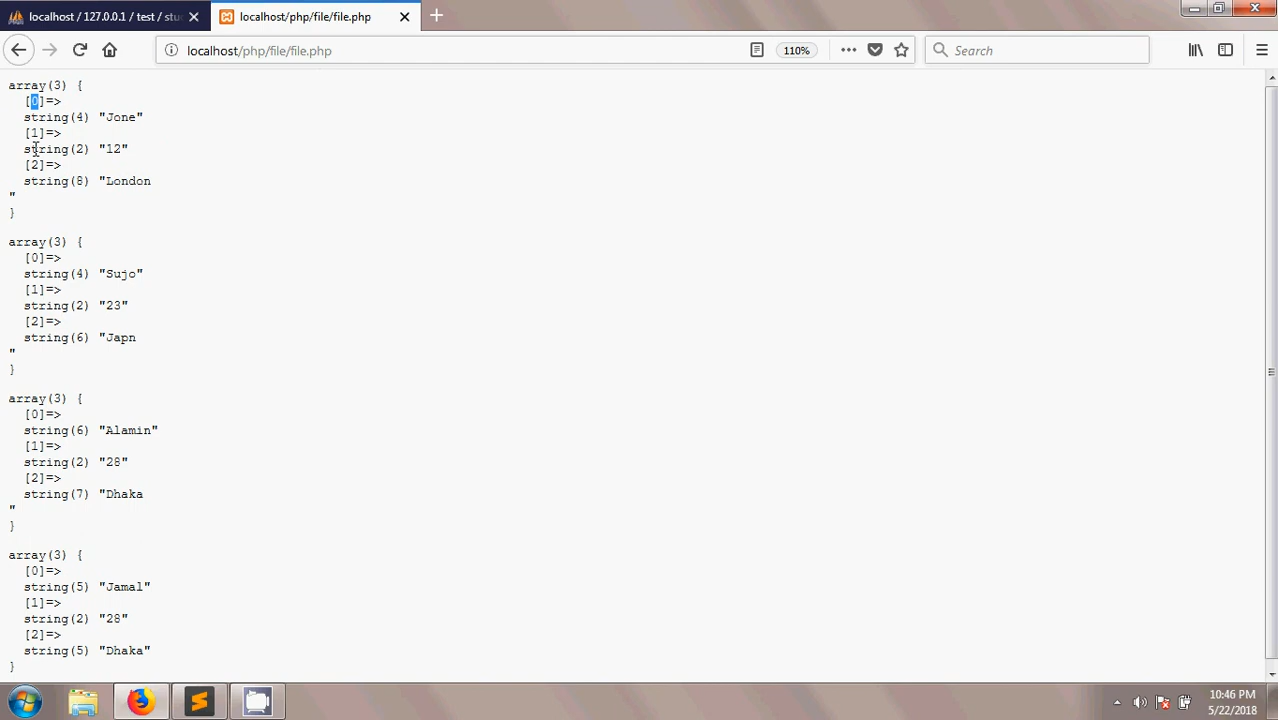 localhost / 127.0.0.1 / test / stu
localhost/php/file/file.php
localhost/php/file/file.php
110%
Search
array(3) {
[0]=>
string(4) "Jone"
[1]=>
string(2) "12"
[2]=>
string(8) "London
"
}
array(3) {
[0]=>
string(4) "Sujo"
[1]=>
string(2) "23"
[2]=>
string(6) "Japn
"
}
array(3) {
[0]=>
string(6) "Alamin"
[1]=>
string(2) "28"
[2]=>
string(7) "Dhaka
"
}
array(3) {
[0]=>
string(5) "Jamal"
[1]=>
string(2) "28"
[2]=>
string(5) "Dhaka"
}
10:46 PM
5/22/2018